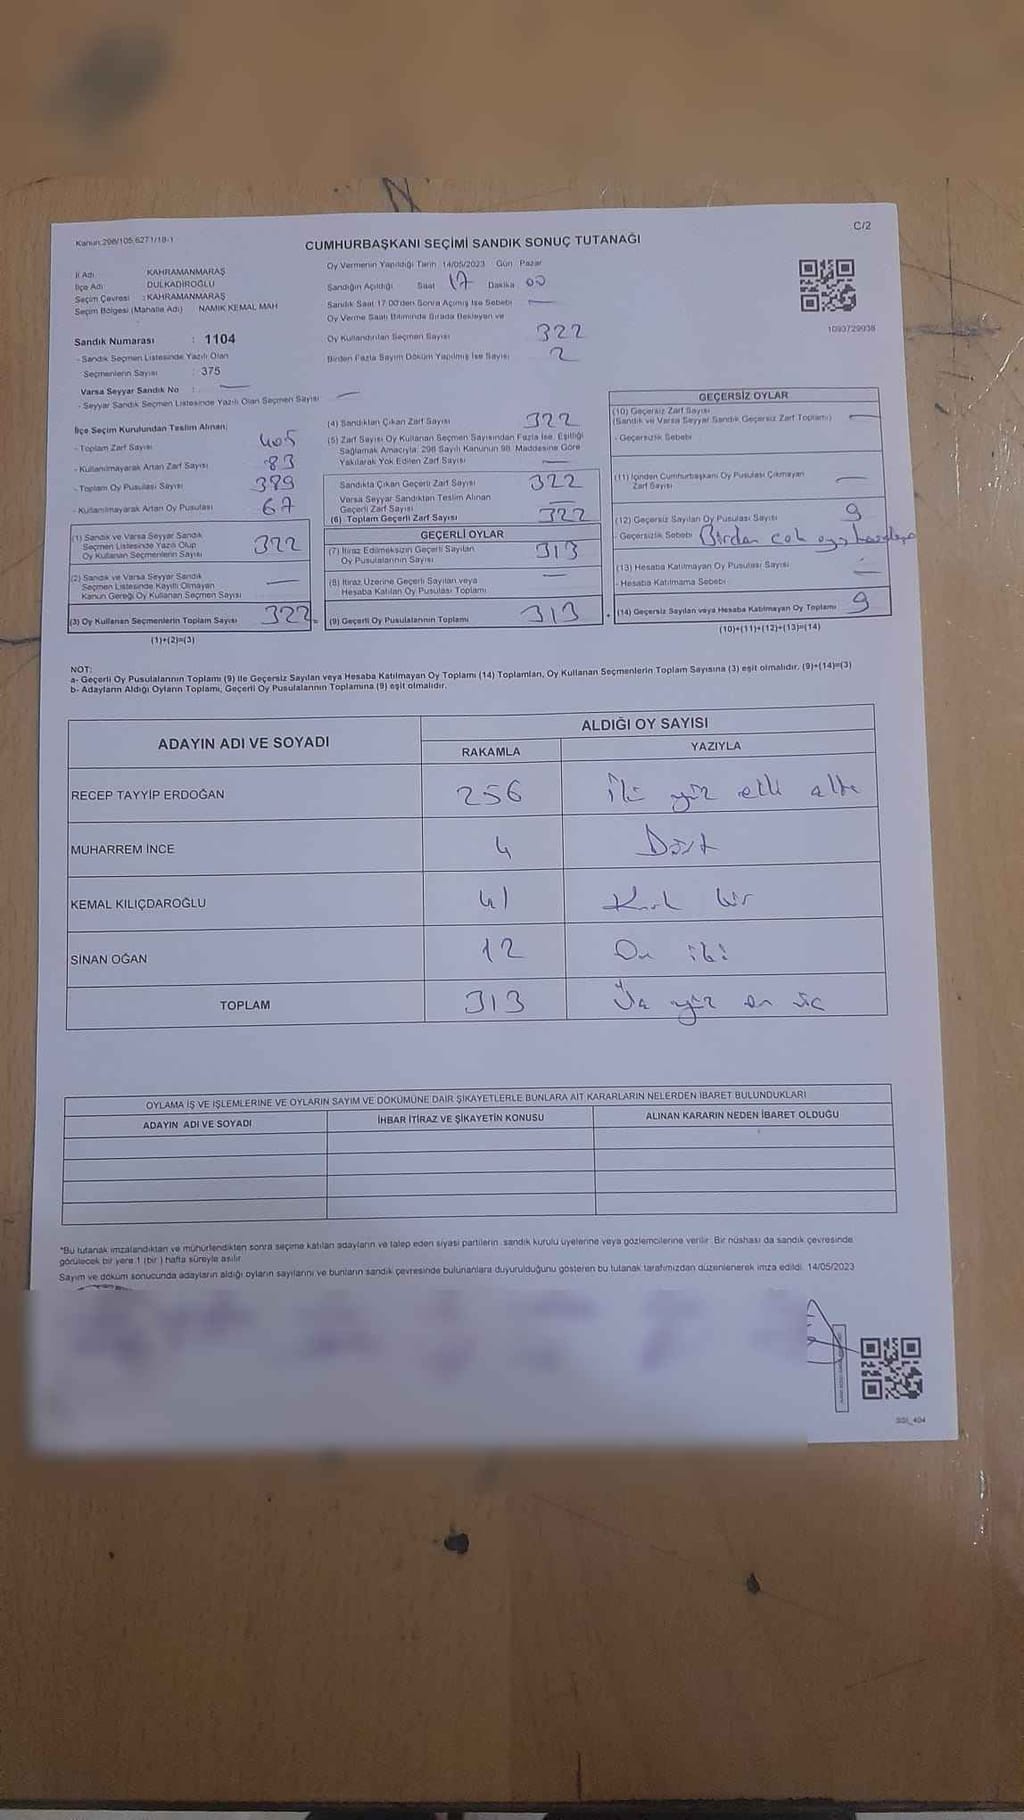 Kanun:298/105,6271/18-1
C/2
CUMHURBAŞKANI SEÇİMİ SANDIK SONUÇ TUTANAĞI
İl Adı KAHRAMANMARAŞ
İlçe Adı DULKADİROĞLU
Seçim Çevresi : KAHRAMANMARAŞ
Seçim Bölgesi (Mahalle Adı) NAMIK KEMAL MAH
Sandık Numarası : 1104
- Sandık Seçmen Listesinde Yazılı Olan
Seçmenlerin Sayısı : 375
Varsa Seyyar Sandık No : —
- Seyyar Sandık Seçmen Listesinde Yazılı Olan Seçmen Sayısı —
Oy Vermenin Yapıldığı Tarih 14/05/2023 Gün Pazar
Sandığın Açıldığı Saat 17 Dakika 00
Sandık Saat 17.00'den Sonra Açılmış İse Sebebi —
Oy Verme Saati Bitiminde Sırada Bekleyen ve
Oy Kullandırılan Seçmen Sayısı 322
Birden Fazla Sayım Döküm Yapılmış İse Sayısı 2
1093729938
İlçe Seçim Kurulundan Teslim Alınan;
- Toplam Zarf Sayısı 405
- Kullanılmayarak Artan Zarf Sayısı 83
- Toplam Oy Pusulası Sayısı 389
- Kullanılmayarak Artan Oy Pusulası 67
(1) Sandık ve Varsa Seyyar Sandık
Seçmen Listesinde Yazılı Olup
Oy Kullanan Seçmenlerin Sayısı 322
(2) Sandık ve Varsa Seyyar Sandık
Seçmen Listesinde Kayıtlı Olmayan
Kanun Gereği Oy Kullanan Seçmen Sayısı —
(3) Oy Kullanan Seçmenlerin Toplam Sayısı 322
(1)+(2)=(3)
(4) Sandıktan Çıkan Zarf Sayısı 322
(5) Zarf Sayısı Oy Kullanan Seçmen Sayısından Fazla İse, Eşitliği
Sağlamak Amacıyla; 298 Sayılı Kanunun 98. Maddesine Göre
Yakılarak Yok Edilen Zarf Sayısı —
Sandıkta Çıkan Geçerli Zarf Sayısı 322
Varsa Seyyar Sandıktan Teslim Alınan
Geçerli Zarf Sayısı —
(6) Toplam Geçerli Zarf Sayısı 322
GEÇERLİ OYLAR
(7) İtiraz Edilmeksizin Geçerli Sayılan
Oy Pusulalarının Sayısı 313
(8) İtiraz Üzerine Geçerli Sayılan veya
Hesaba Katılan Oy Pusulası Toplamı —
(9) Geçerli Oy Pusulalarının Toplamı 313
GEÇERSİZ OYLAR
(10) Geçersiz Zarf Sayısı
(Sandık ve Varsa Seyyar Sandık Geçersiz Zarf Toplamı) —
- Geçersizlik Sebebi
(11) İçinden Cumhurbaşkanı Oy Pusulası Çıkmayan
Zarf Sayısı —
(12) Geçersiz Sayılan Oy Pusulası Sayısı 9
- Geçersizlik Sebebi Birden çok oya
(13) Hesaba Katılmayan Oy Pusulası Sayısı —
- Hesaba Katılmama Sebebi —
(14) Geçersiz Sayılan veya Hesaba Katılmayan Oy Toplamı 9
(10)+(11)+(12)+(13)=(14)
NOT:
a- Geçerli Oy Pusulalarının Toplamı (9) İle Geçersiz Sayılan veya Hesaba Katılmayan Oy Toplamı (14) Toplamları, Oy Kullanan Seçmenlerin Toplam Sayısına (3) eşit olmalıdır. (9)+(14)=(3)
b- Adayların Aldığı Oyların Toplamı, Geçerli Oy Pusulalarının Toplamına (9) eşit olmalıdır.
ADAYIN ADI VE SOYADI
ALDIĞI OY SAYISI
RAKAMLA YAZIYLA
RECEP TAYYİP ERDOĞAN 256 İki yüz elli altı
MUHARREM İNCE 4 Dört
KEMAL KILIÇDAROĞLU 41 Kırk bir
SİNAN OĞAN 12 On iki
TOPLAM 313 Üç yüz on üç
OYLAMA İŞ VE İŞLEMLERİNE VE OYLARIN SAYIM VE DÖKÜMÜNE DAİR ŞİKAYETLERLE BUNLARA AİT KARARLARIN NELERDEN İBARET BULUNDUKLARI
ADAYIN ADI VE SOYADI İHBAR İTİRAZ VE ŞİKAYETİN KONUSU ALINAN KARARIN NEDEN İBARET OLDUĞU
*Bu tutanak imzalandıktan ve mühürlendikten sonra seçime katılan adayların ve talep eden siyasi partilerin sandık kurulu üyelerine veya gözlemcilerine verilir. Bir nüshası da sandık çevresinde
görülecek bir yere 1 (bir) hafta süreyle asılır.
Sayım ve döküm sonucunda adayların aldığı oyların sayılarını ve bunların sandık çevresinde bulunanlara duyurulduğunu gösteren bu tutanak tarafımızdan düzenlenerek imza edildi. 14/05/2023
SSI_404